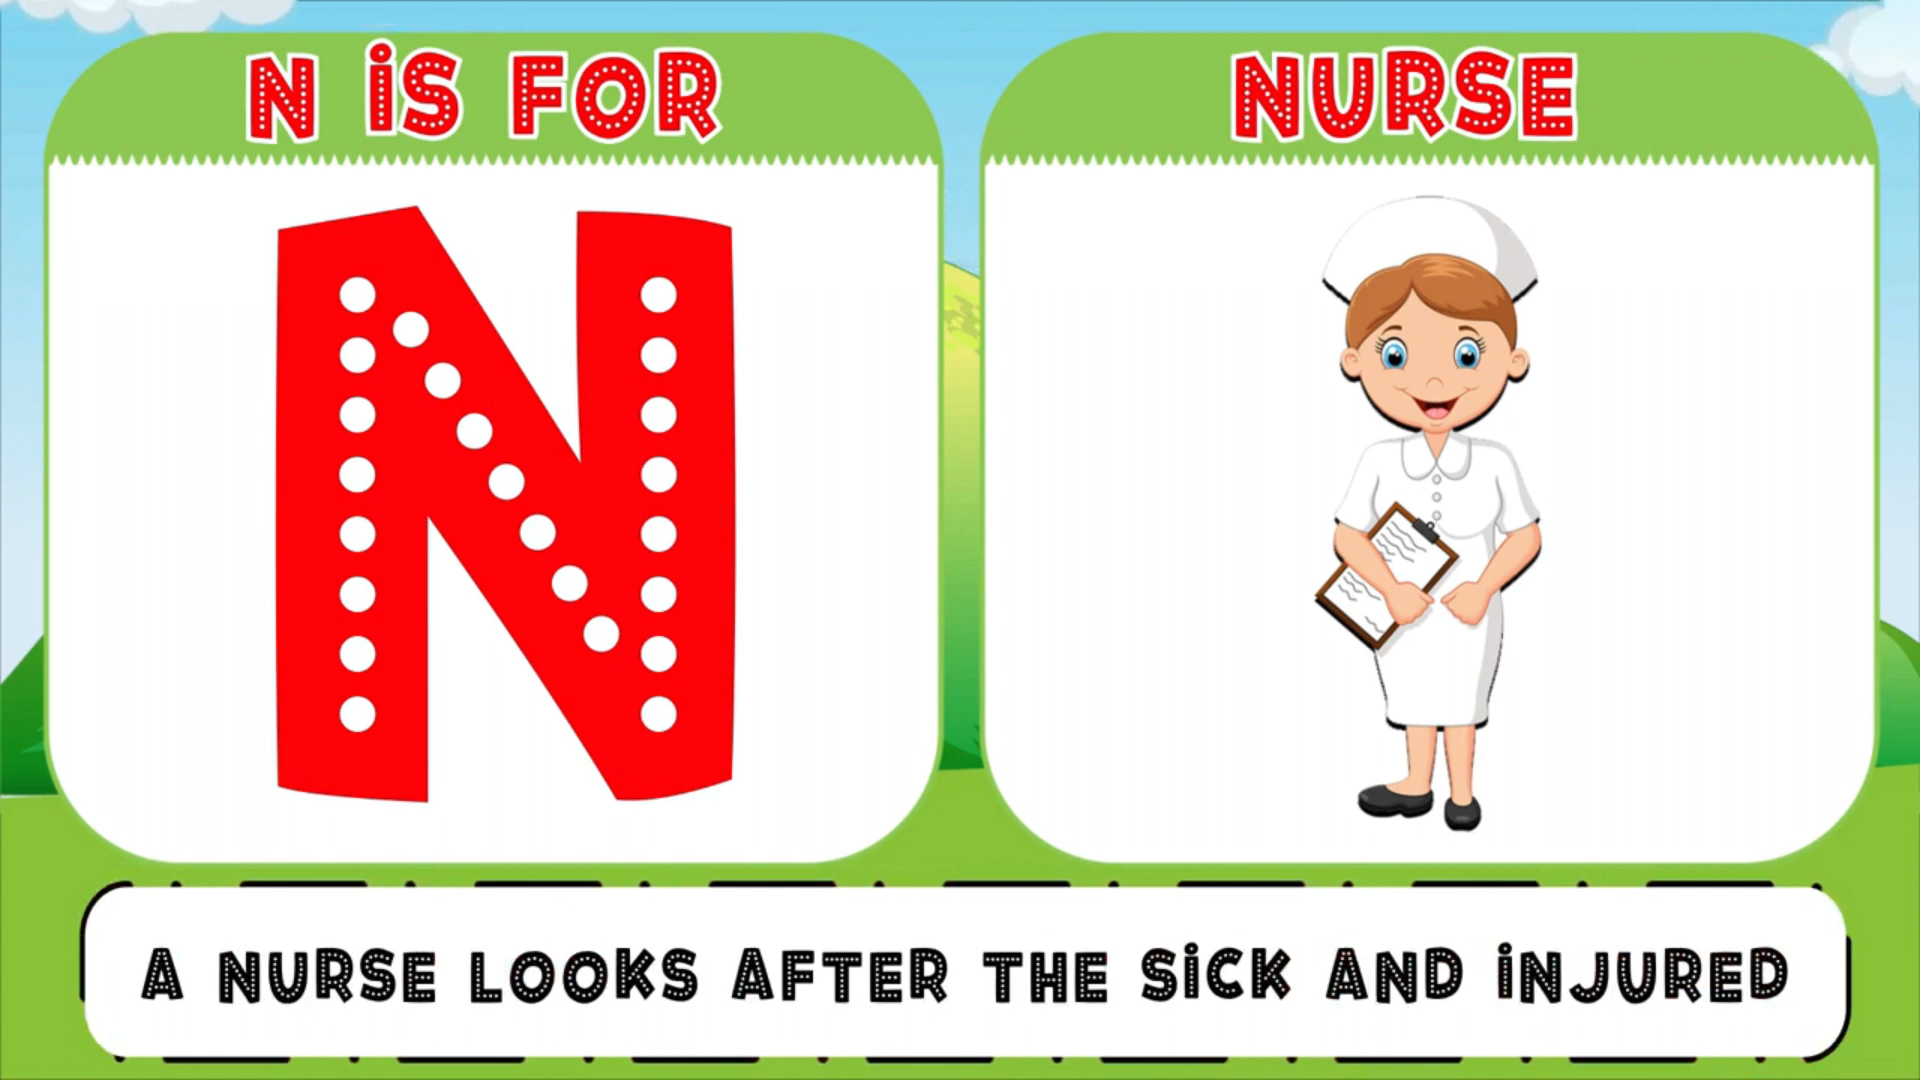 N iS FOR
NURSE
N
A NURSE LOOKS AFTER THE SiCK AND iNJURED